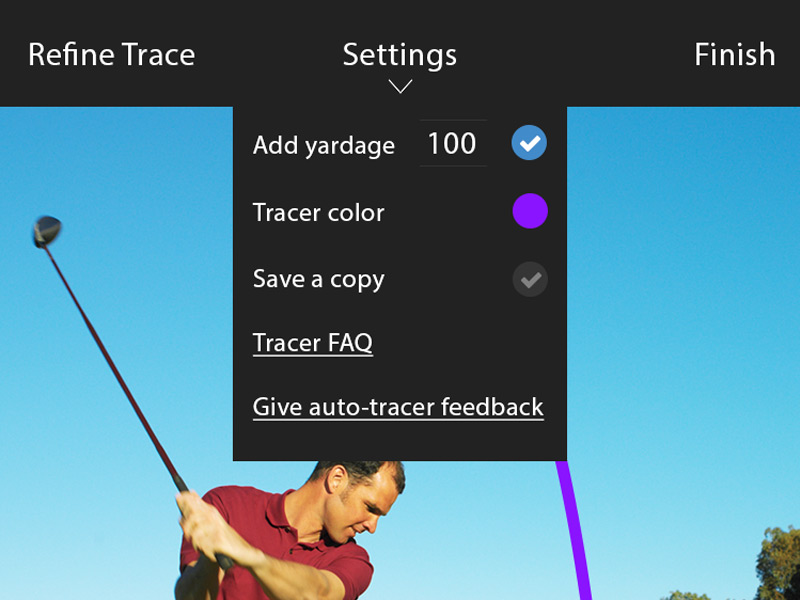 Refine Trace
Settings
Finish
Add yardage 100
Tracer color
Save a copy
Tracer FAQ
Give auto-tracer feedback